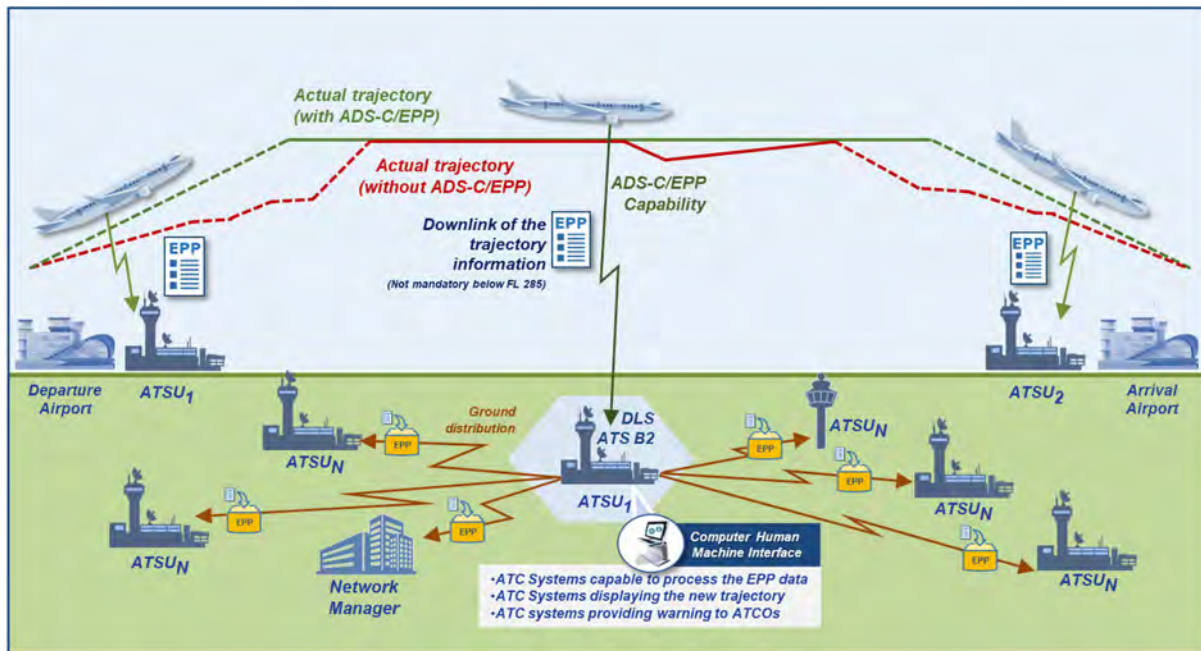 Actual trajectory
(with ADS-C/EPP)
Actual trajectory
(without ADS-C/EPP)
ADS-C/EPP
Capability
EPP
Downlink of the
trajectory
information
(Not mandatory below FL 285)
EPP
EPP
Departure
Airport
ATSU1
ATSU2
Arrival
Airport
Ground
distribution
DLS
ATS B2
ATSUN
EPP
EPP
ATSUN
EPP
ATSUN
ATSU1
ATSUN
EPP
EPP
ATSUN
EPP
ATSUN
Network
Manager
Computer Human
Machine Interface
•ATC Systems capable to process the EPP data
•ATC Systems displaying the new trajectory
•ATC systems providing warning to ATCOs